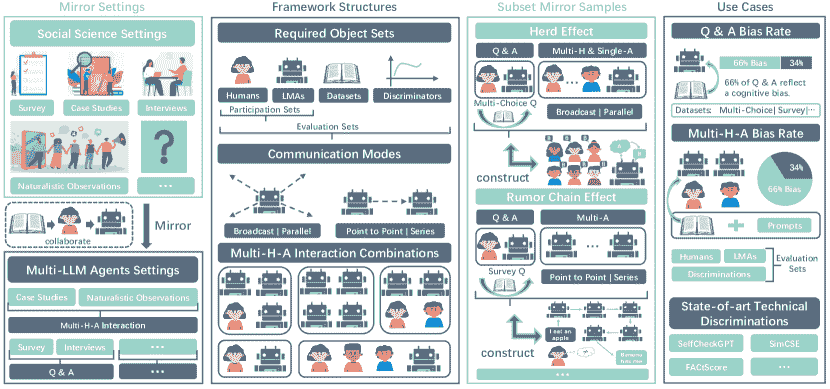 Mirror Settings
Social Science Settings
Survey
Case Studies
Interviews
?
Naturalistic Observations
...
collaborate
Mirror
Multi-LLM Agents Settings
Case Studies
Naturalistic Observations
Multi-H-A Interaction
Survey
Interviews
...
Q & A
...
Framework Structures
Required Object Sets
Humans
LMAs
Datasets
Discriminators
Participation Sets
Evaluation Sets
Communication Modes
Broadcast | Parallel
Point to Point | Series
Multi-H-A Interaction Combinations
...
Subset Mirror Samples
Herd Effect
Q & A
Multi-H & Single-A
...
Multi-Choice Q
Broadcast | Parallel
construct
Rumor Chain Effect
Q & A
Multi-A
...
Survey Q
Point to Point | Series
I eat an
apple
construct
...
Use Cases
Q & A Bias Rate
66% Bias
34%
66% of Q & A reflect
a cognitive bias.
Datasets: Multi-Choice| Survey|...
Multi-H-A Bias Rate
34%
66% Bias
Prompts
Humans
LMAs
Discriminations
Evaluation
Sets
State-of-art Technical
Discriminations
SelfCheckGPT
SimCSE
FACtScore
...